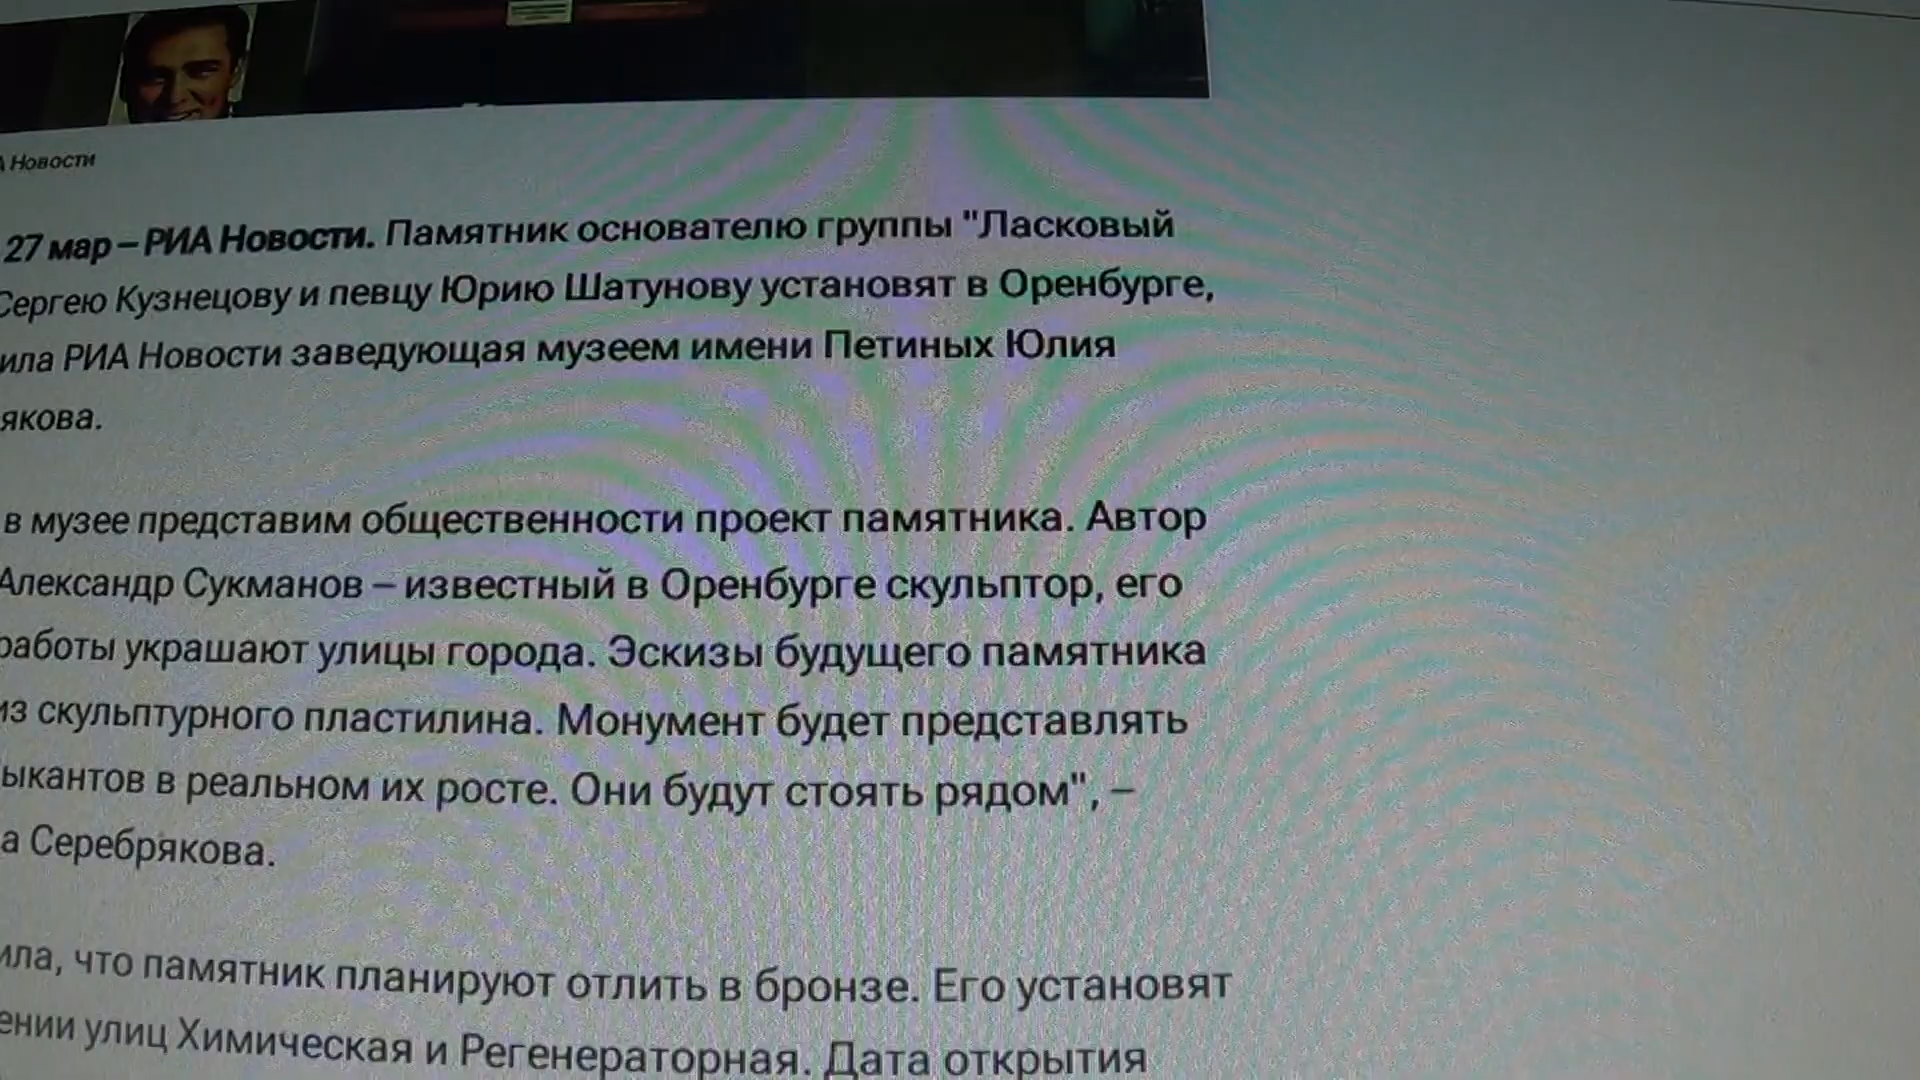 Новости
27 мар – РИА Новости. Памятник основателю группы "Ласковый
Сергею Кузнецову и певцу Юрию Шатунову установят в Оренбурге,
ила РИА Новости заведующая музеем имени Петиных Юлия
якова.
в музее представим общественности проект памятника. Автор
Александр Сукманов – известный в Оренбурге скульптор, его
работы украшают улицы города. Эскизы будущего памятника
из скульптурного пластилина. Монумент будет представлять
ыкантов в реальном их росте. Они будут стоять рядом", –
а Серебрякова.
ила, что памятник планируют отлить в бронзе. Его установят
ении улиц Химическая и Регенераторная. Дата открытия